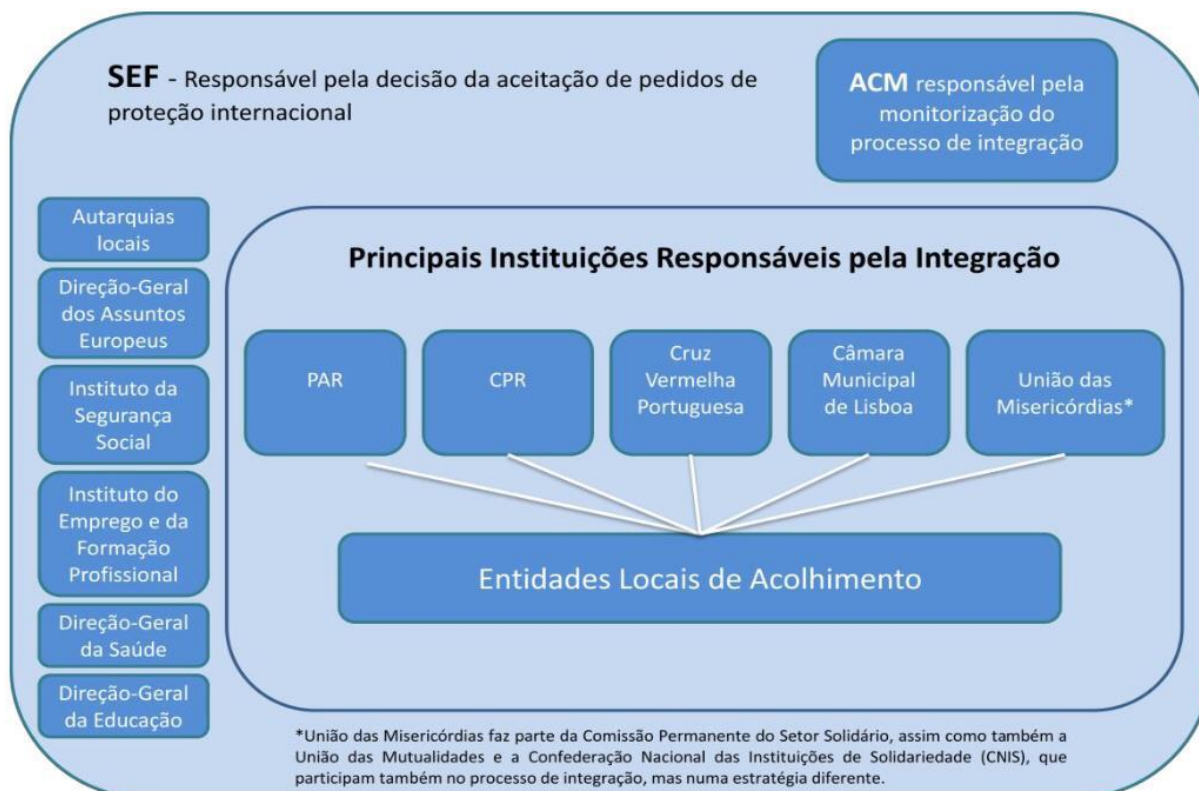 SEF - Responsável pela decisão da aceitação de pedidos de
proteção internacional
ACM responsável pela
monitorização do
processo de integração
Autarquias
locais
Direção-Geral
dos Assuntos
Europeus
Instituto da
Segurança
Social
Instituto do
Emprego e da
Formação
Profissional
Direção-Geral
da Saúde
Direção-Geral
da Educação
Principais Instituições Responsáveis pela Integração
PAR
CPR
Cruz
Vermelha
Portuguesa
Câmara
Municipal
de Lisboa
União das
Misericórdias*
Entidades Locais de Acolhimento
*União das Misericórdias faz parte da Comissão Permanente do Setor Solidário, assim como também a
União das Mutualidades e a Confederação Nacional das Instituições de Solidariedade (CNIS), que
participam também no processo de integração, mas numa estratégia diferente.